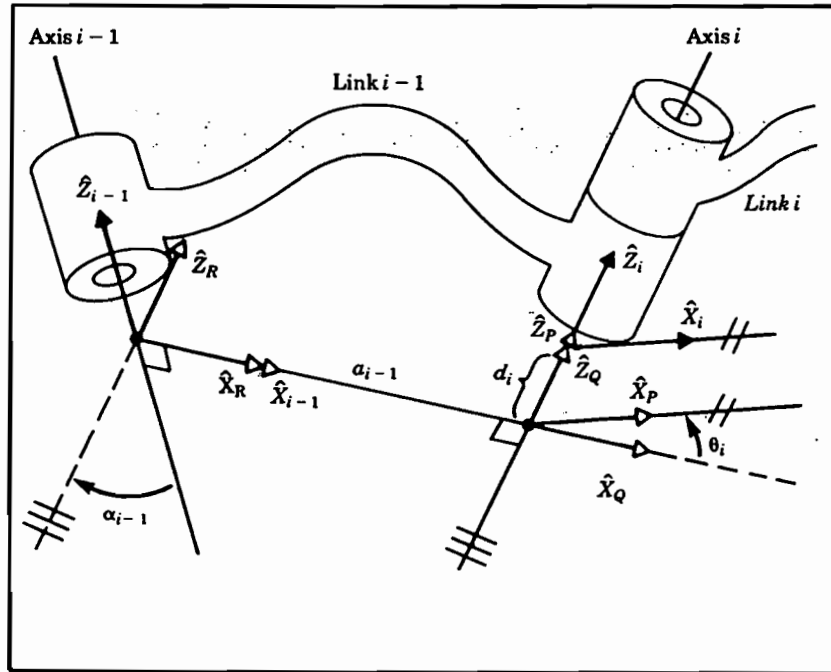 Axis i − 1
Axis i
Link i − 1
Link i
Ẑ_{i−1}
Ẑ_R
Ẑ_i
Ẑ_P
X̂_i
Ẑ_Q
d_i
X̂_R
X̂_{i−1}
a_{i−1}
X̂_P
θ_i
X̂_Q
α_{i−1}